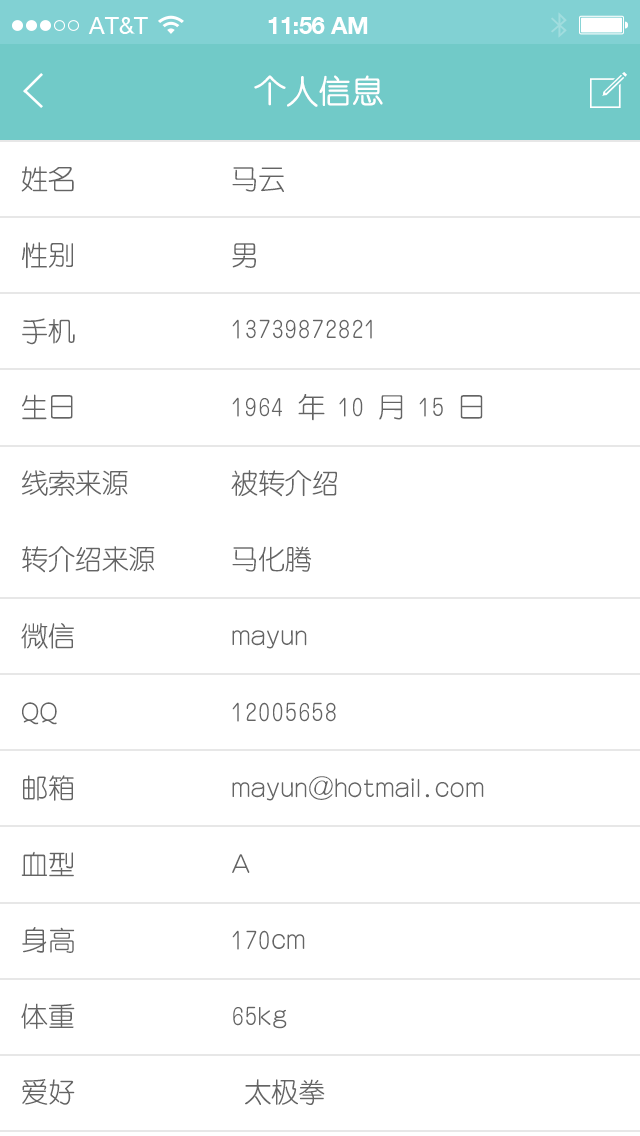 AT&T 11:56 AM
个人信息
姓名 马云
性别 男
手机 13739872821
生日 1964 年 10 月 15 日
线索来源 被转介绍
转介绍来源 马化腾
微信 mayun
QQ 12005658
邮箱 mayun@hotmail.com
血型 A
身高 170cm
体重 65kg
爱好 太极拳